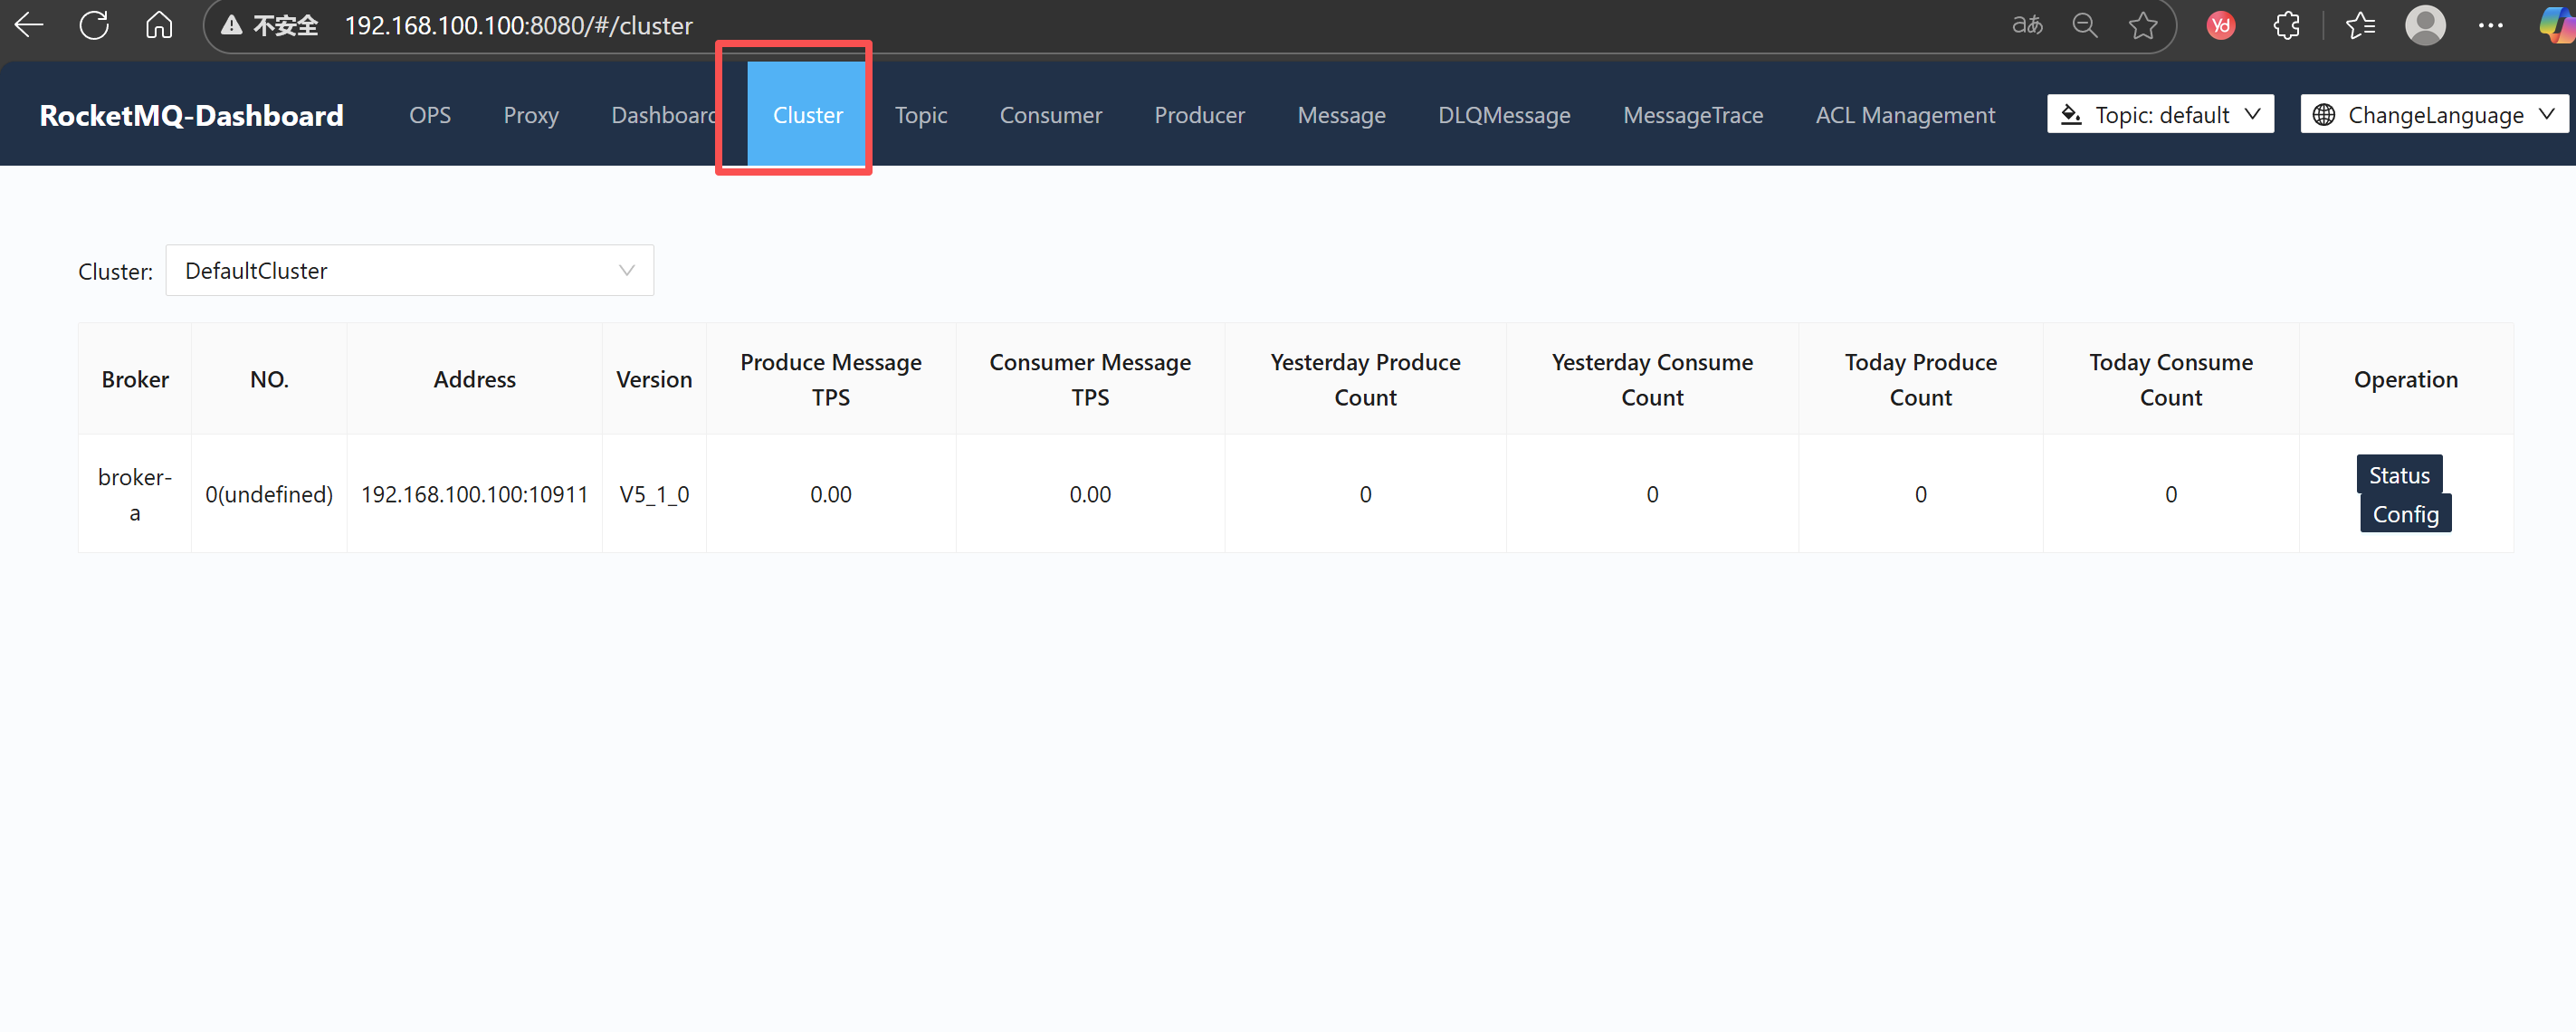 不安全 192.168.100.100:8080/#/cluster aあ Yd
RocketMQ-Dashboard OPS Proxy Dashboard Cluster Topic Consumer Producer Message DLQMessage MessageTrace ACL Management Topic: default ChangeLanguage
Cluster: DefaultCluster
Broker NO. Address Version Produce Message TPS Consumer Message TPS Yesterday Produce Count Yesterday Consume Count Today Produce Count Today Consume Count Operation
broker-a 0(undefined) 192.168.100.100:10911 V5_1_0 0.00 0.00 0 0 0 0 Status
Config